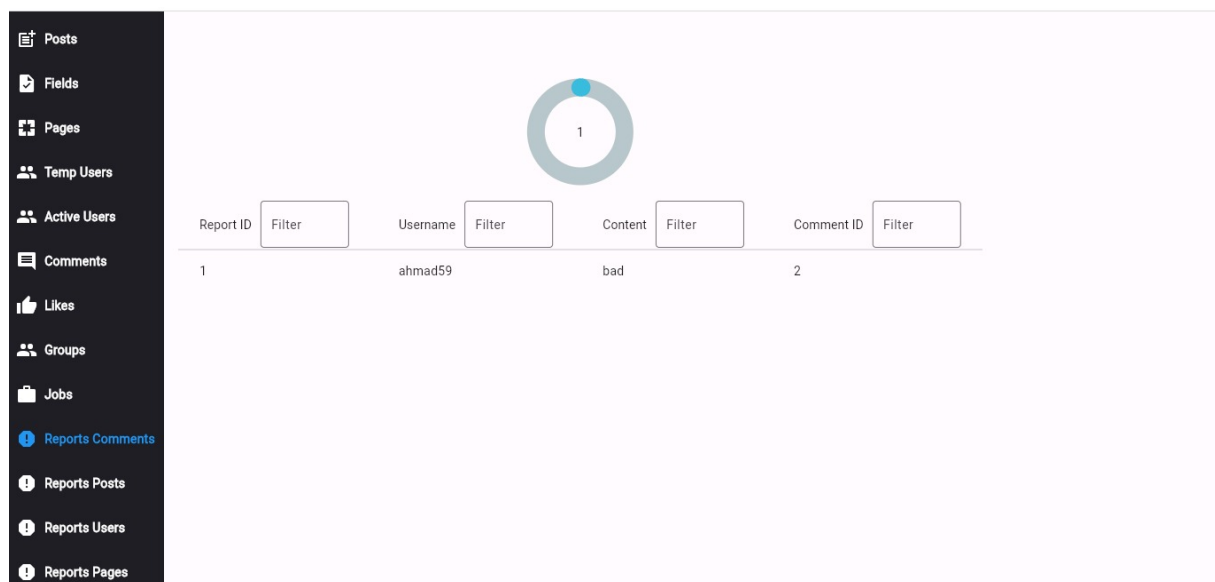 Posts
Fields
Pages
Temp Users
Active Users
Comments
Likes
Groups
Jobs
Reports Comments
Reports Posts
Reports Users
Reports Pages
1
Report ID Filter Username Filter Content Filter Comment ID Filter
1 ahmad59 bad 2